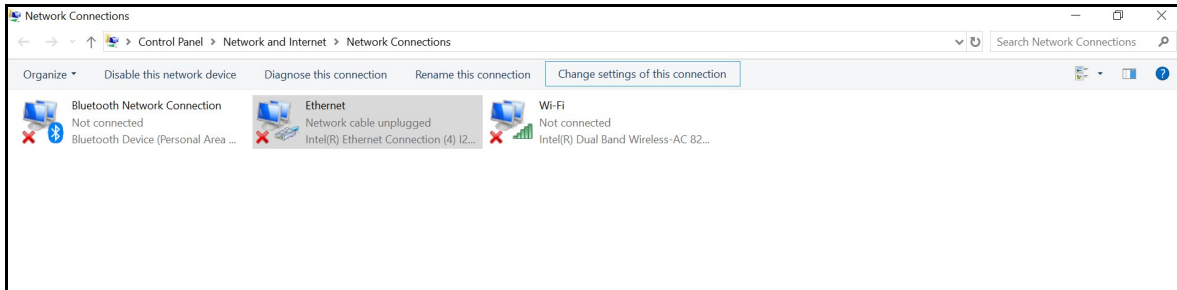 Network Connections
Control Panel > Network and Internet > Network Connections
Search Network Connections
Organize
Disable this network device
Diagnose this connection
Rename this connection
Change settings of this connection
Bluetooth Network Connection
Not connected
Bluetooth Device (Personal Area ...
Ethernet
Network cable unplugged
Intel(R) Ethernet Connection (4) I2...
Wi-Fi
Not connected
Intel(R) Dual Band Wireless-AC 82...